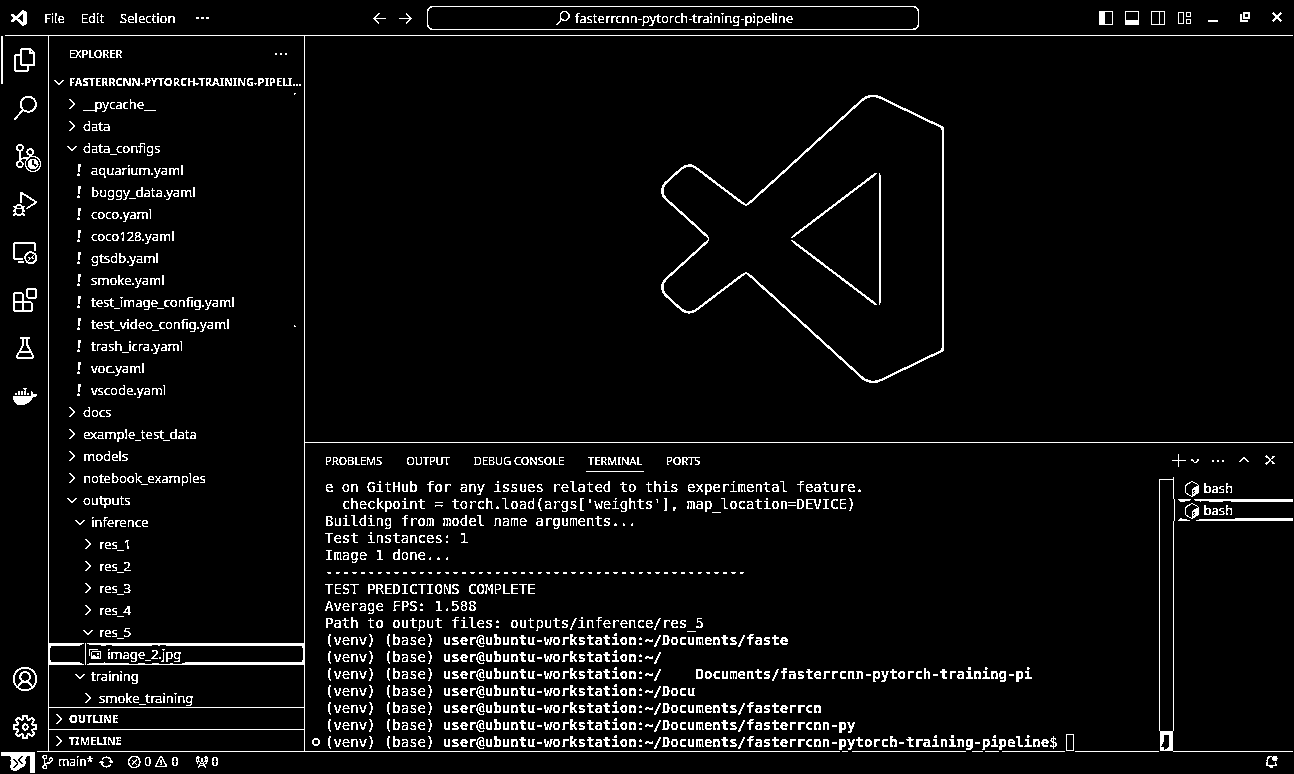 File Edit Selection ··· fasterrcnn-pytorch-training-pipeline
EXPLORER ···
FASTERRCNN-PYTORCH-TRAINING-PIPELI...
__pycache__
data
data_configs
! aquarium.yaml
! buggy_data.yaml
! coco.yaml
! coco128.yaml
! gtsdb.yaml
! smoke.yaml
! test_image_config.yaml
! test_video_config.yaml
! trash_icra.yaml
! voc.yaml
! vscode.yaml
docs
example_test_data
models
notebook_examples
outputs
inference
res_1
res_2
res_3
res_4
res_5
image_2.jpg
training
smoke_training
OUTLINE
TIMELINE
PROBLEMS OUTPUT DEBUG CONSOLE TERMINAL PORTS
e on GitHub for any issues related to this experimental feature.
checkpoint = torch.load(args['weights'], map_location=DEVICE)
Building from model name arguments...
Test instances: 1
Image 1 done...
--------------------------------------------------
TEST PREDICTIONS COMPLETE
Average FPS: 1.588
Path to output files: outputs/inference/res_5
(venv) (base) user@ubuntu-workstation:~/Documents/faste
(venv) (base) user@ubuntu-workstation:~/
(venv) (base) user@ubuntu-workstation:~/    Documents/fasterrcnn-pytorch-training-pi
(venv) (base) user@ubuntu-workstation:~/Docu
(venv) (base) user@ubuntu-workstation:~/Documents/fasterrcn
(venv) (base) user@ubuntu-workstation:~/Documents/fasterrcnn-py
(venv) (base) user@ubuntu-workstation:~/Documents/fasterrcnn-pytorch-training-pipeline$
bash
bash
main* 0 0 0